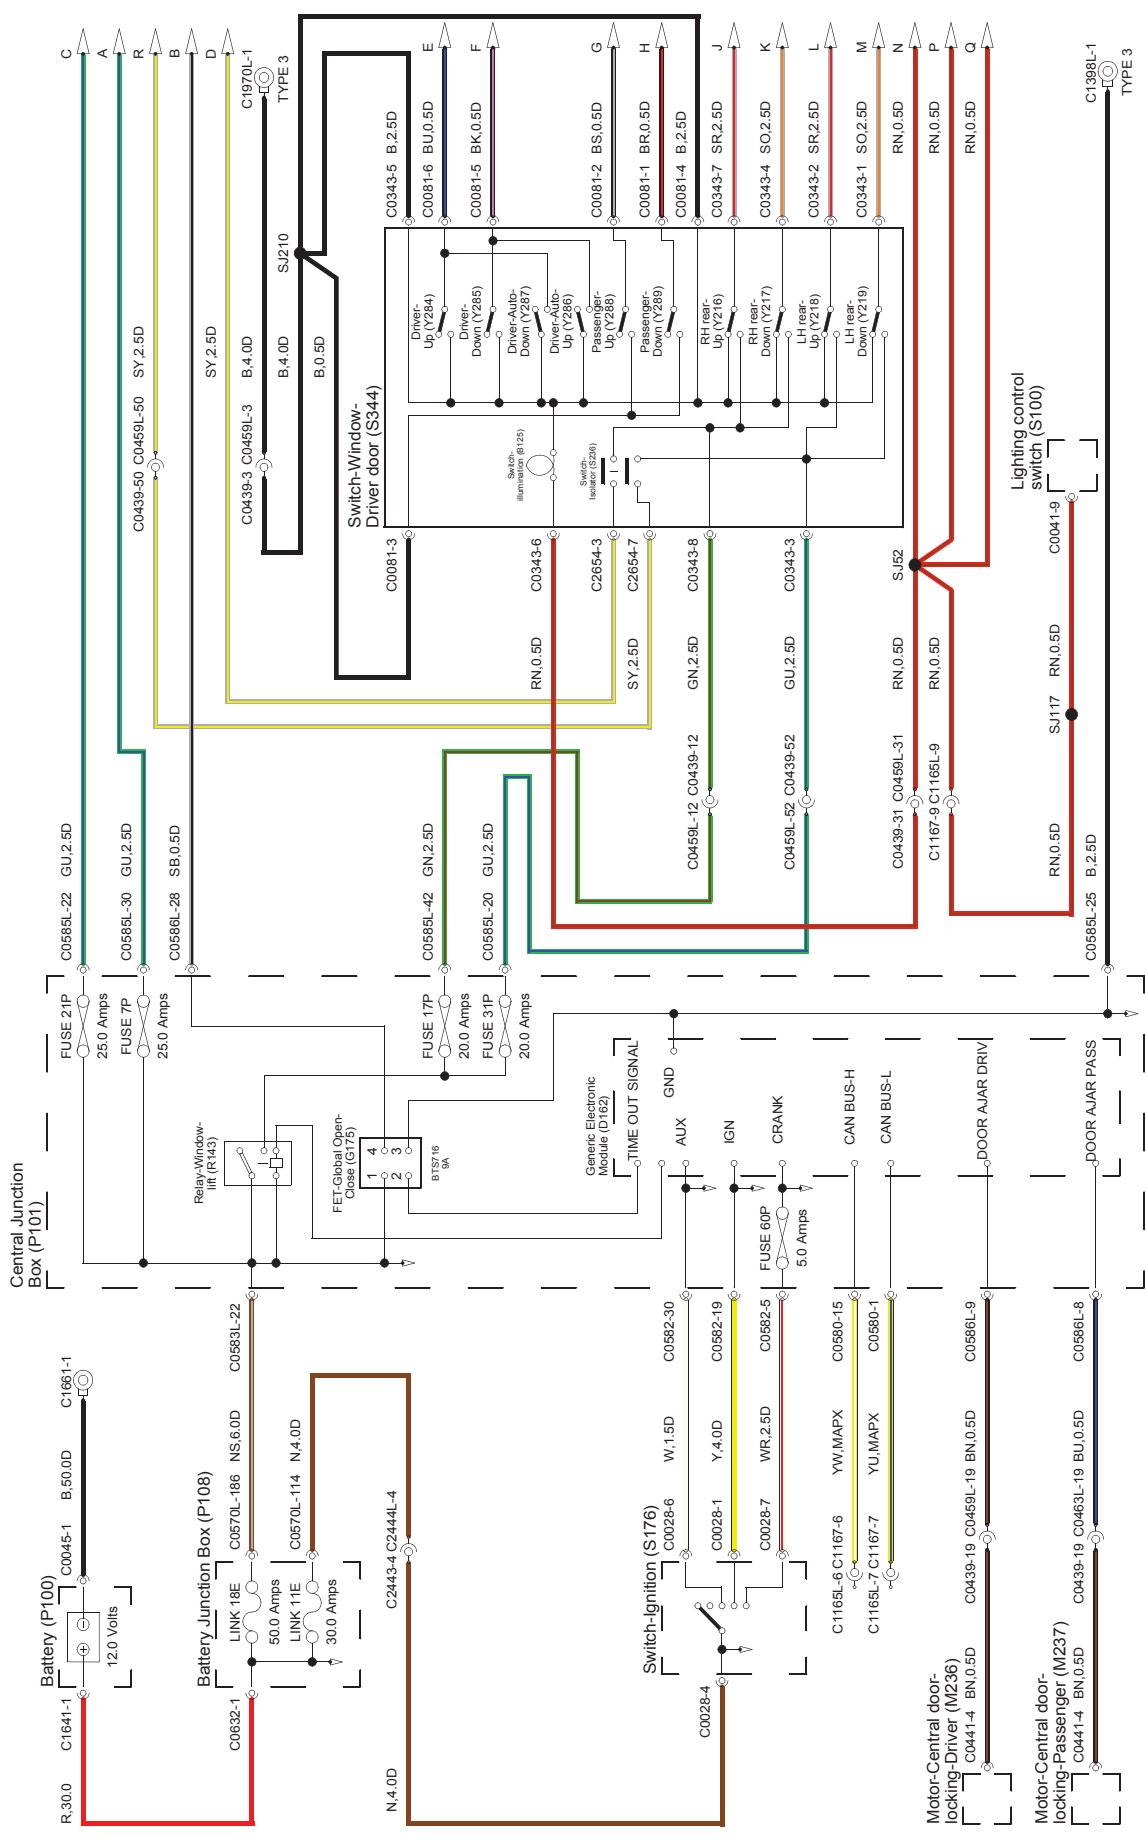 Battery (P100)
12.0 Volts
C1641-1
R,30.0
C0045-1
B,50.0D
C1661-1
Battery Junction Box (P108)
LINK 18E
50.0 Amps
LINK 11E
30.0 Amps
C0632-1
C0570L-186
NS,6.0D
C0583L-22
C0570L-114
N,4.0D
C2443-4
C2444L-4
N,4.0D
Switch-Ignition (S176)
C0028-4
C0028-6
W,1.5D
C0582-30
C0028-1
Y,4.0D
C0582-19
C0028-7
WR,2.5D
C0582-5
C1165L-6
C1167-6
YW,MAPX
C0580-15
C1165L-7
C1167-7
YU,MAPX
C0580-1
Motor-Central door-
locking-Driver (M236)
C0441-4
BN,0.5D
C0439-19
C0459L-19
BN,0.5D
C0586L-9
Motor-Central door-
locking-Passenger (M237)
C0441-4
BN,0.5D
C0439-19
C0463L-19
BU,0.5D
C0586L-8
Central Junction
Box (P101)
FUSE 21P
25.0 Amps
FUSE 7P
25.0 Amps
Relay-Window-
lift (R143)
FET-Global Open-
Close (G175)
1
4
2
3
BTS716
9A
FUSE 17P
20.0 Amps
FUSE 31P
20.0 Amps
Generic Electronic
Module (D162)
TIME OUT SIGNAL
GND
AUX
IGN
CRANK
CAN BUS-H
CAN BUS-L
DOOR AJAR DRIV
DOOR AJAR PASS
FUSE 60P
5.0 Amps
C0585L-22
GU,2.5D
C
C0585L-30
GU,2.5D
A
C0586L-28
SB,0.5D
B
C0585L-42
GN,2.5D
C0585L-20
GU,2.5D
C0439-50
C0459L-50
SY,2.5D
R
SY,2.5D
D
C0439-3
C0459L-3
B,4.0D
C1970L-1
TYPE 3
B,4.0D
SJ210
B,0.5D
Switch-Window-
Driver door (S344)
C0081-3
C0343-6
RN,0.5D
C2654-3
C2654-7
SY,2.5D
C0343-8
GN,2.5D
C0439-12
C0459L-12
C0343-3
GU,2.5D
C0439-52
C0459L-52
Switch-
illumination (B125)
Switch-
Isolator (S236)
Driver-
Up (Y284)
Driver-
Down (Y285)
Driver-Auto-
Down (Y287)
Driver-Auto-
Up (Y286)
Passenger-
Up (Y288)
Passenger-
Down (Y289)
RH rear-
Up (Y216)
RH rear-
Down (Y217)
LH rear-
Up (Y218)
LH rear-
Down (Y219)
C0343-5
B,2.5D
C0081-6
BU,0.5D
E
C0081-5
BK,0.5D
F
C0081-2
BS,0.5D
G
C0081-1
BR,0.5D
H
C0081-4
B,2.5D
C0343-7
SR,2.5D
J
C0343-4
SO,2.5D
K
C0343-2
SR,2.5D
L
C0343-1
SO,2.5D
M
RN,0.5D
N
RN,0.5D
P
RN,0.5D
Q
SJ52
C0439-31
C0459L-31
RN,0.5D
C1167-9
C1165L-9
RN,0.5D
Lighting control
switch (S100)
C0041-9
RN,0.5D
SJ117
RN,0.5D
C0585L-25
B,2.5D
C1398L-1
TYPE 3